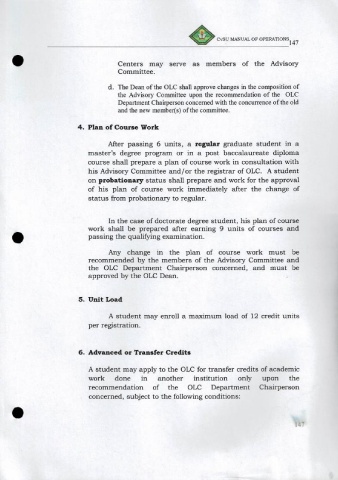 CvSU MANUAL OF OPERATIONS 147
Centers may serve as members of the Advisory
Committee.
d. The Dean of the OLC shall approve changes in the composition of
the Advisory Committee upon the recommendation of the OLC
Department Chairperson concerned with the concurrence of the old
and the new member(s) of the committee.
4. Plan of Course Work
After passing 6 units, a regular graduate student in a
master's degree program or in a post baccalaureate diploma
course shall prepare a plan of course work in consultation with
his Advisory Committee and/or the registrar of OLC. A student
on probationary status shall prepare and work for the approval
of his plan of course work immediately after the change of
status from probationary to regular.
In the case of doctorate degree student, his plan of course
work shall be prepared after earning 9 units of courses and
passing the qualifying examination.
Any change in the plan of course work must be
recommended by the members of the Advisory Committee and
the OLC Department Chairperson concerned, and must be
approved by the OLC Dean.
5. Unit Load
A student may enroll a maximum load of 12 credit units
per registration.
6. Advanced or Transfer Credits
A student may apply to the OLC for transfer credits of academic
work done in another institution only upon the
recommendation of the OLC Department Chairperson
concerned, subject to the following conditions:
147